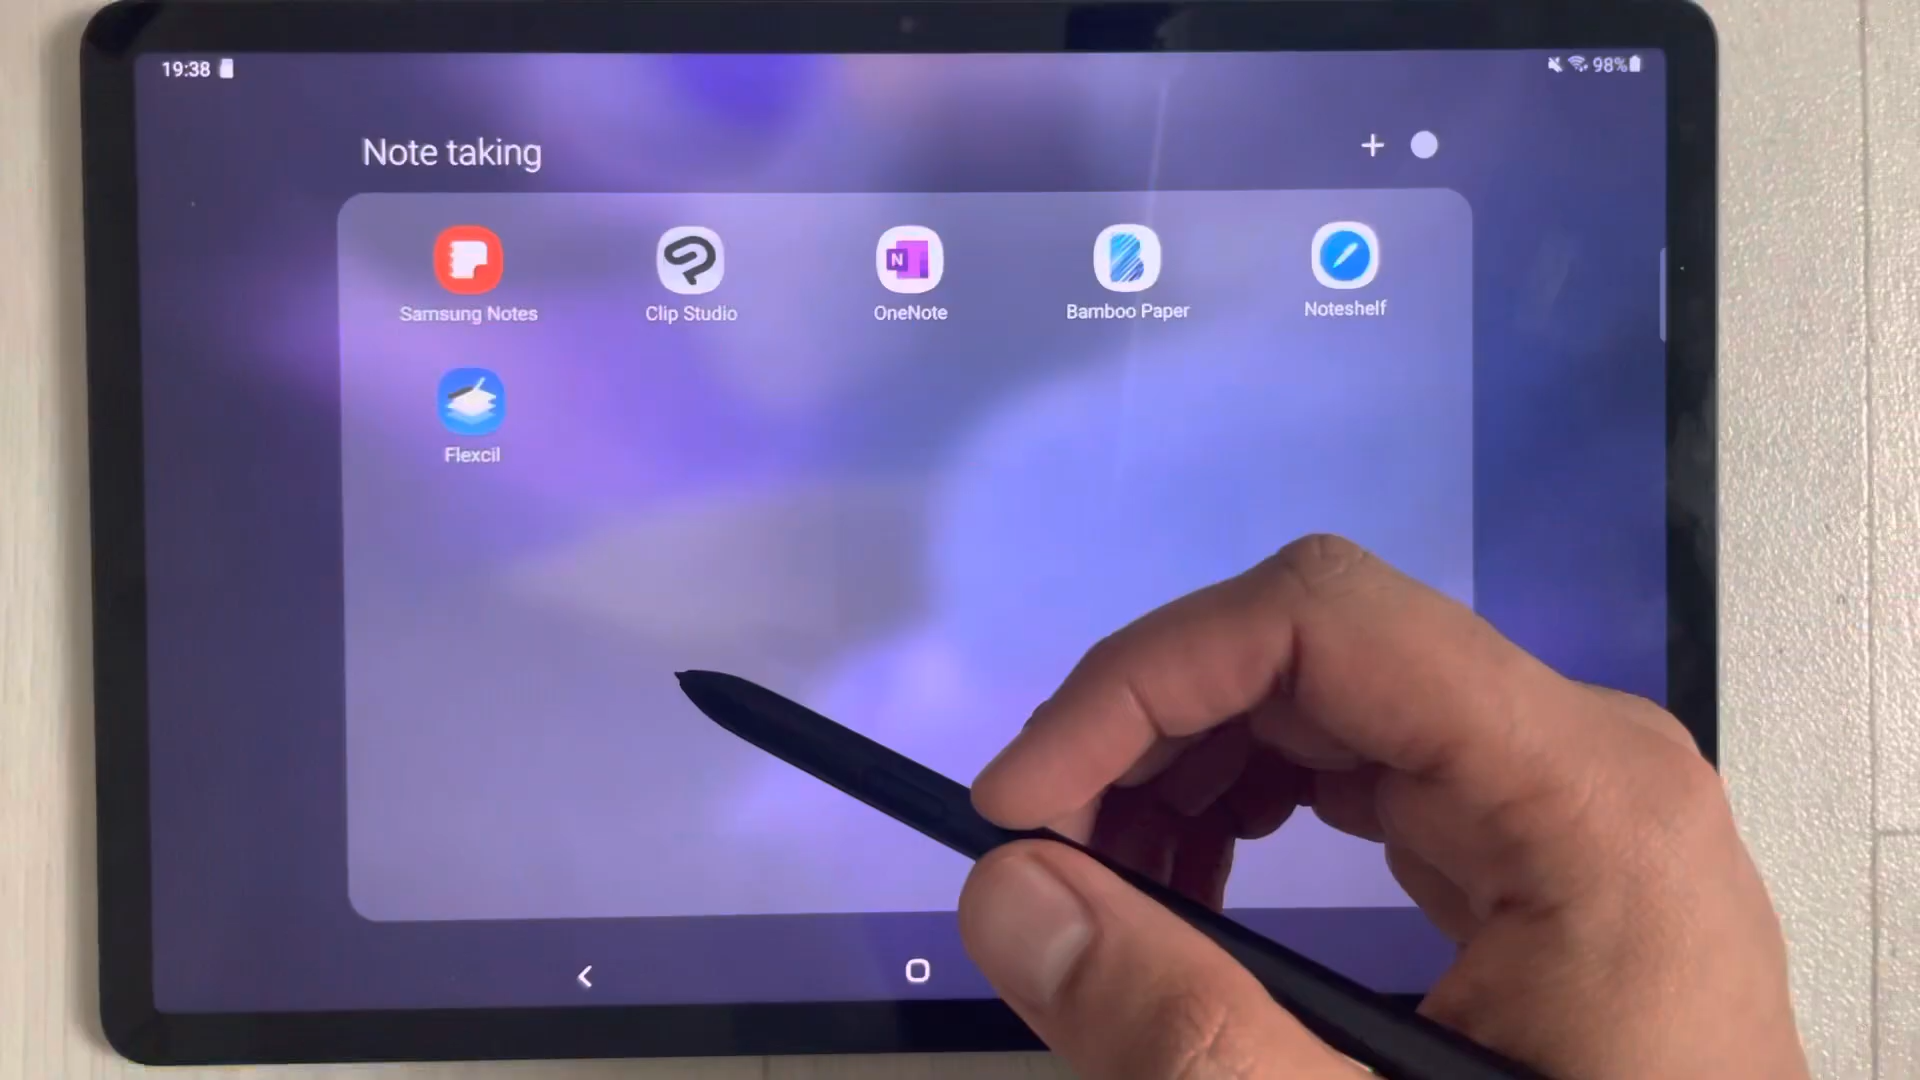 19:38
98%
Note taking
Samsung Notes
Clip Studio
N
OneNote
Bamboo Paper
Noteshelf
Flexcil